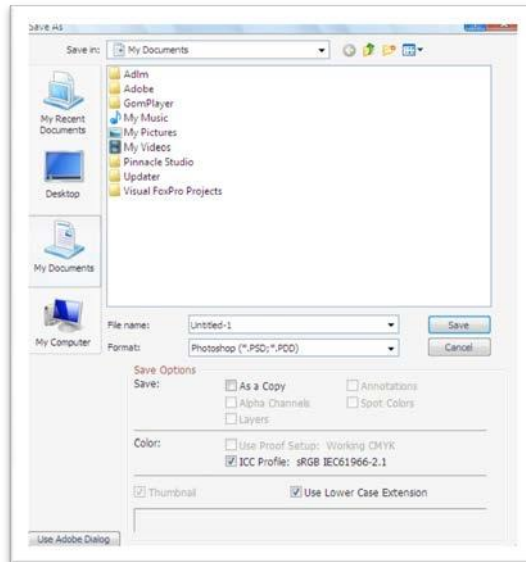 Save As
Save in: My Documents
My Recent Documents
Desktop
My Documents
My Computer
Adlm
Adobe
GomPlayer
My Music
My Pictures
My Videos
Pinnacle Studio
Updater
Visual FoxPro Projects
File name: Untitled-1 Save
Format: Photoshop (*.PSD;*.PDD) Cancel
Save Options
Save: As a Copy Annotations
Alpha Channels Spot Colors
Layers
Color: Use Proof Setup: Working CMYK
ICC Profile: sRGB IEC61966-2.1
Thumbnail Use Lower Case Extension
Use Adobe Dialog